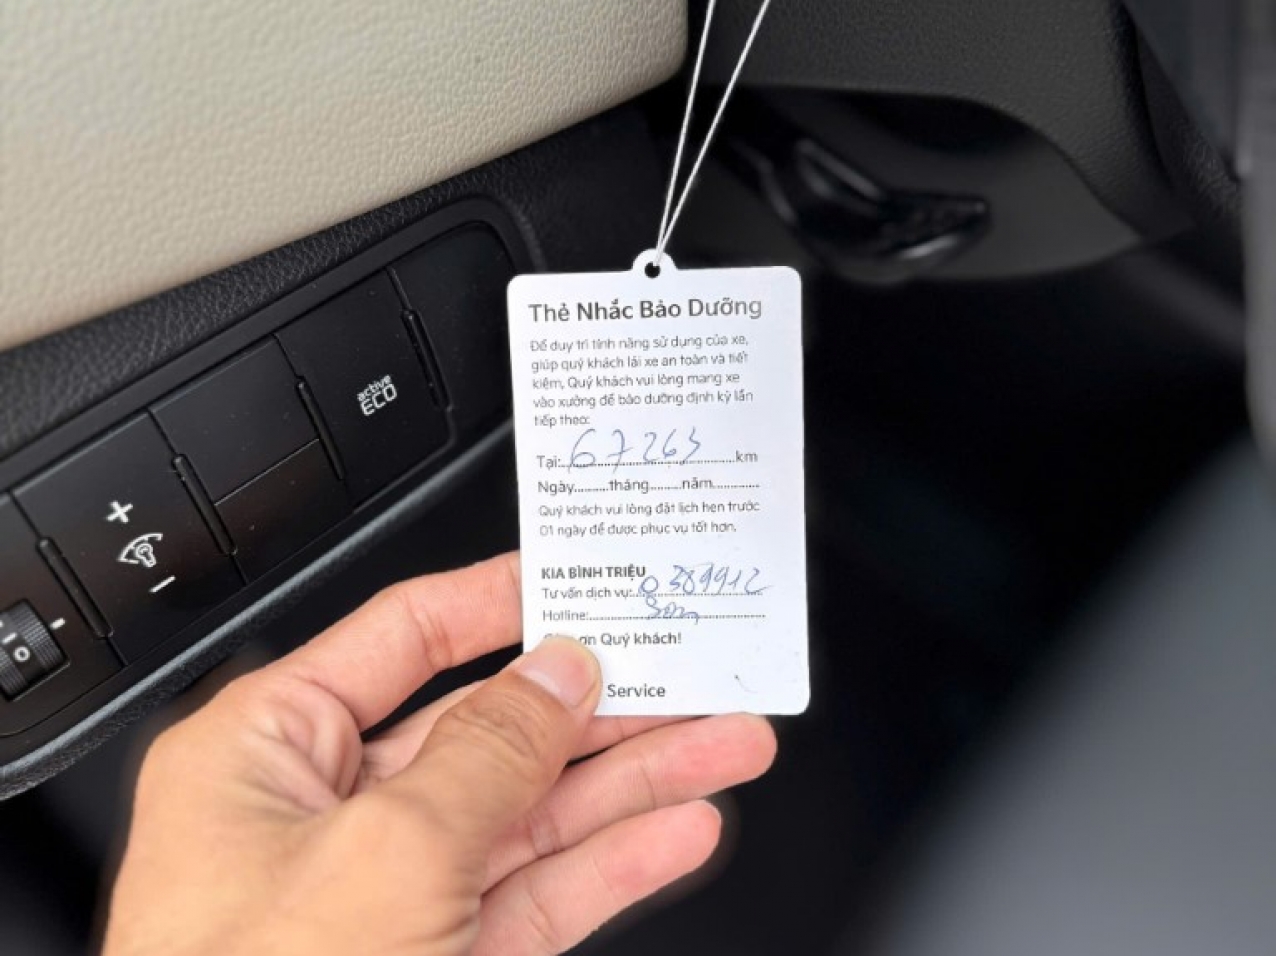 Thẻ Nhắc Bảo Dưỡng
Để duy trì tính năng sử dụng của xe,
giúp quý khách lái xe an toàn và tiết
kiệm, Quý khách vui lòng mang xe
vào xưởng để bảo dưỡng định kỳ lần
tiếp theo:
Tại: 67263 km
Ngày..........tháng.........năm.............
Quý khách vui lòng đặt lịch hẹn trước
01 ngày để được phục vụ tốt hơn.
KIA BÌNH TRIỆU
Tư vấn dịch vụ:
Hotline:
ơn Quý khách!
Service
active
ECO
+
−